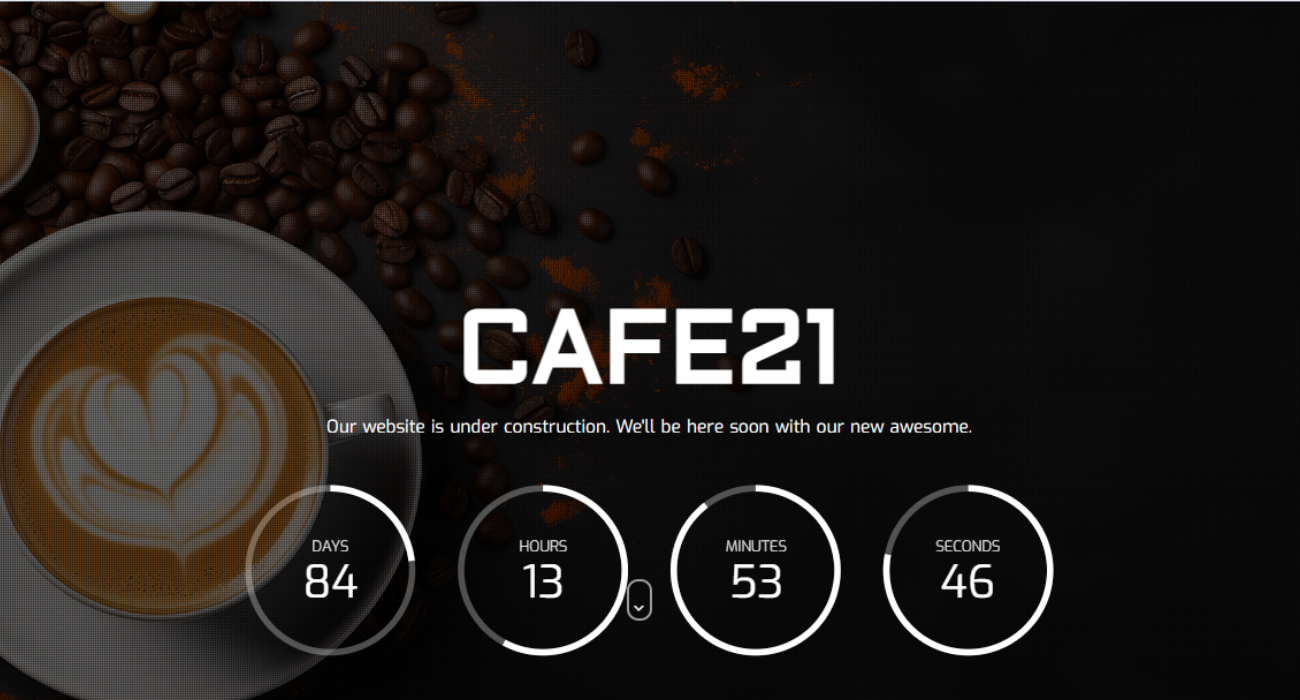 CAFE21
Our website is under construction. We'll be here soon with our new awesome.
DAYS
84
HOURS
13
MINUTES
53
SECONDS
46